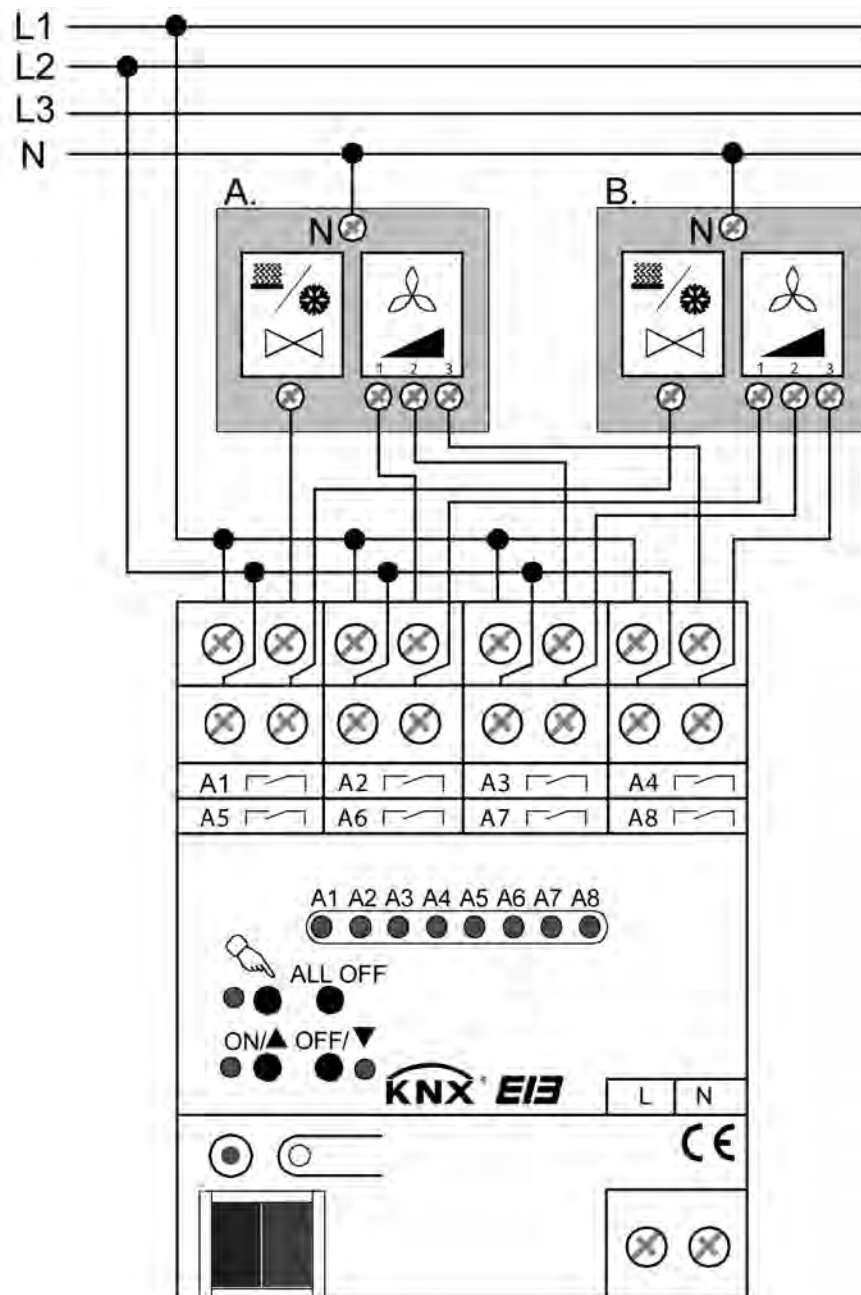 L1
L2
L3
N
A. B.
N N
1 2 3 1 2 3
A1 A2 A3 A4
A5 A6 A7 A8
A1 A2 A3 A4 A5 A6 A7 A8
ALL OFF
ON/▲ OFF/▼
KNX® EIB L N
CE